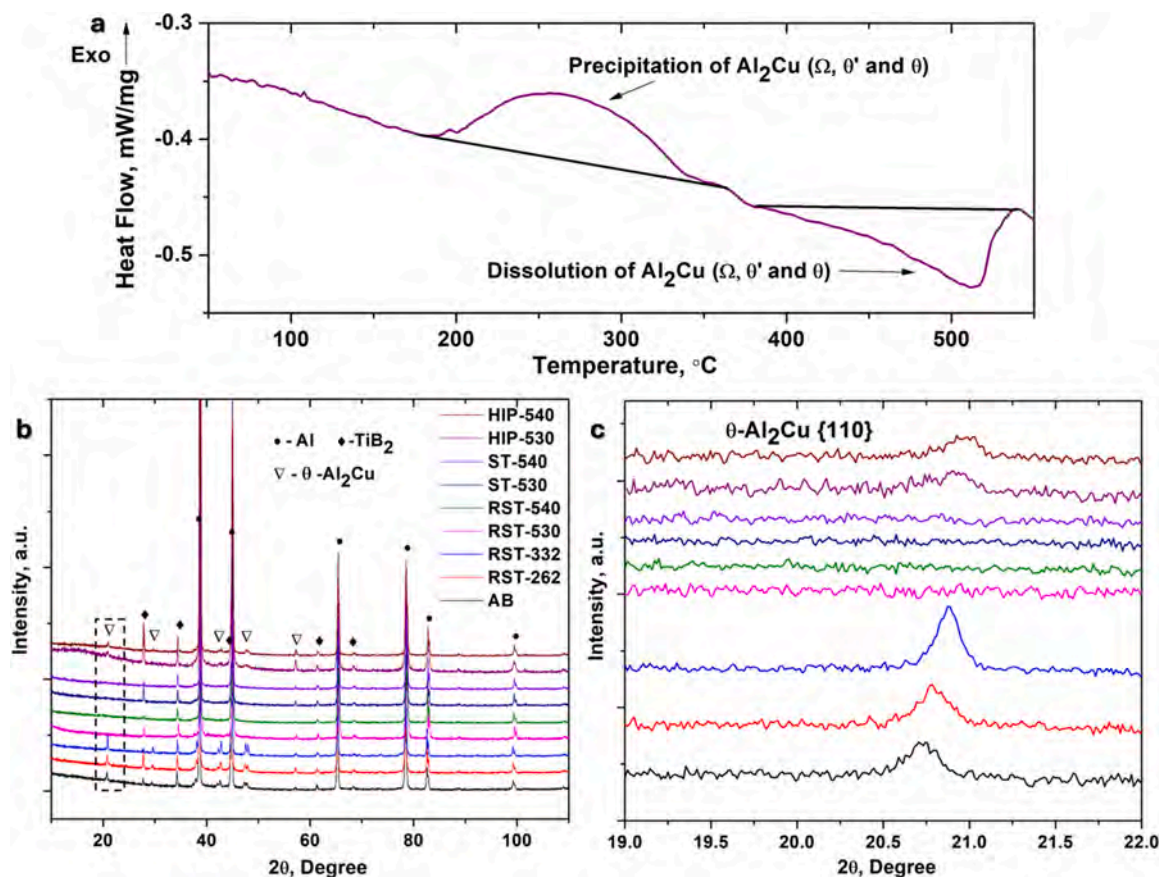 a
-0.3
Exo
Precipitation of Al₂Cu (Ω, θ' and θ)
-0.4
Heat Flow, mW/mg
-0.5
Dissolution of Al₂Cu (Ω, θ' and θ)
100 200 300 400 500
Temperature, °C
b
● - Al ♦ -TiB₂
▽ - θ -Al₂Cu
HIP-540
HIP-530
ST-540
ST-530
RST-540
RST-530
RST-332
RST-262
AB
Intensity, a.u.
20 40 60 80 100
2θ, Degree
c
θ-Al₂Cu {110}
Intensity, a.u.
19.0 19.5 20.0 20.5 21.0 21.5 22.0
2θ, Degree